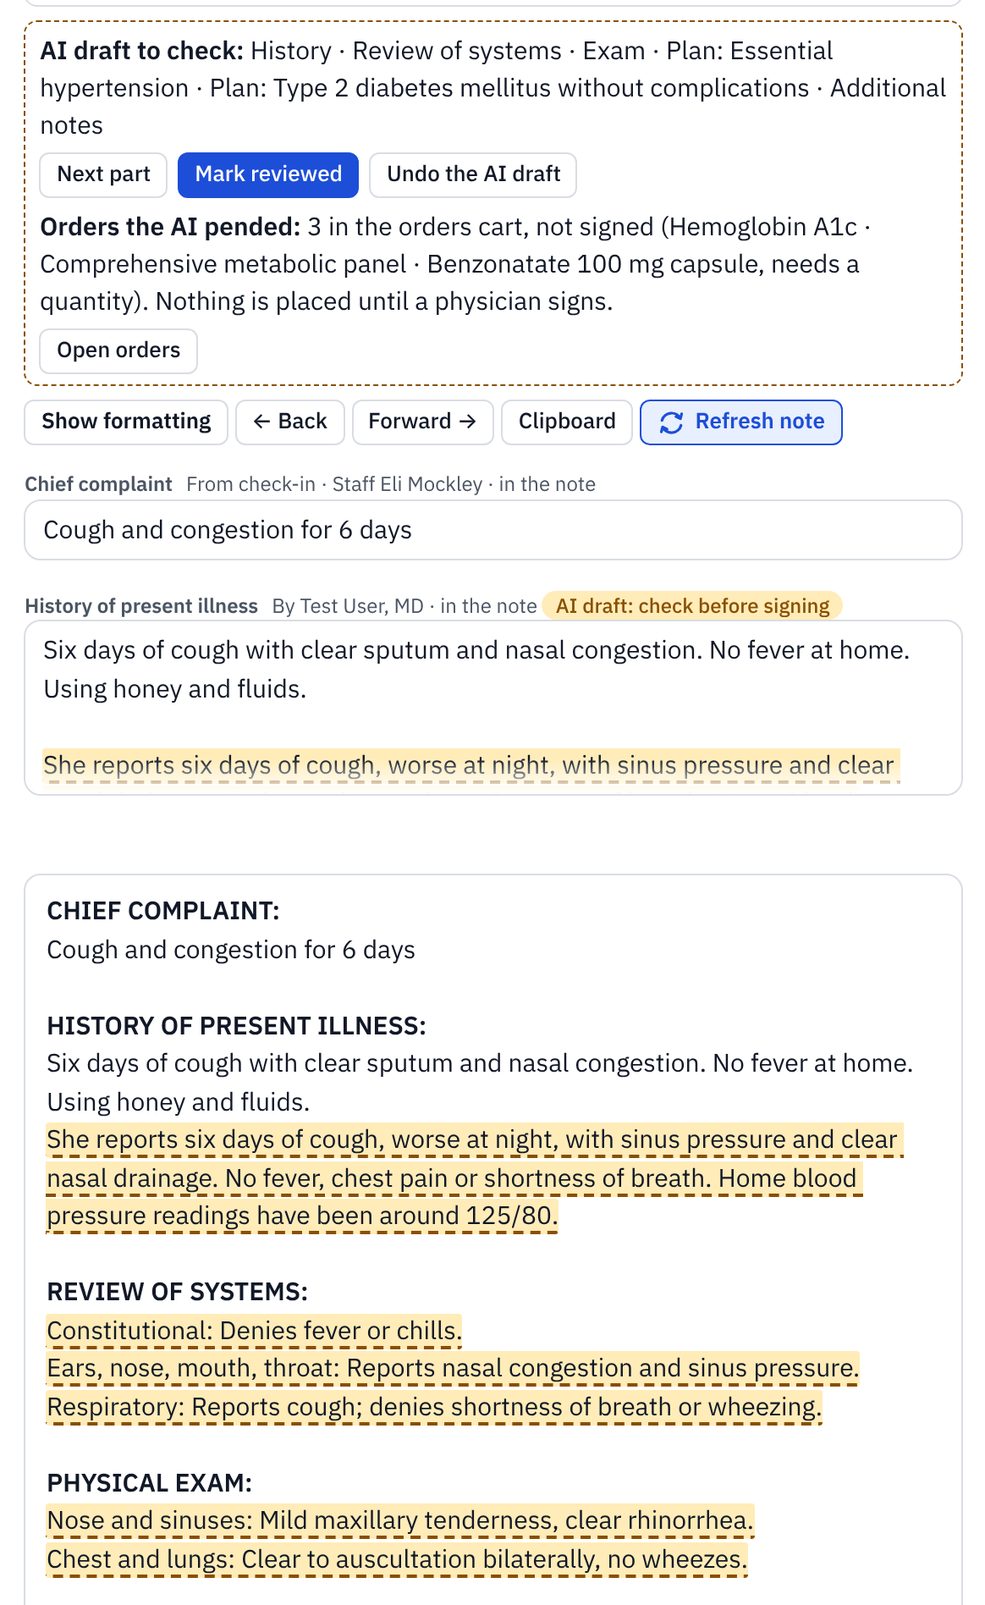 AI draft to check: History · Review of systems · Exam · Plan: Essential
hypertension · Plan: Type 2 diabetes mellitus without complications · Additional
notes
Next part
Mark reviewed
Undo the AI draft
Orders the AI pended: 3 in the orders cart, not signed (Hemoglobin A1c ·
Comprehensive metabolic panel · Benzonatate 100 mg capsule, needs a
quantity). Nothing is placed until a physician signs.
Open orders
Show formatting
← Back
Forward →
Clipboard
Refresh note
Chief complaint From check-in · Staff Eli Mockley · in the note
Cough and congestion for 6 days
History of present illness By Test User, MD · in the note AI draft: check before signing
Six days of cough with clear sputum and nasal congestion. No fever at home.
Using honey and fluids.
She reports six days of cough, worse at night, with sinus pressure and clear
CHIEF COMPLAINT:
Cough and congestion for 6 days
HISTORY OF PRESENT ILLNESS:
Six days of cough with clear sputum and nasal congestion. No fever at home.
Using honey and fluids.
She reports six days of cough, worse at night, with sinus pressure and clear
nasal drainage. No fever, chest pain or shortness of breath. Home blood
pressure readings have been around 125/80.
REVIEW OF SYSTEMS:
Constitutional: Denies fever or chills.
Ears, nose, mouth, throat: Reports nasal congestion and sinus pressure.
Respiratory: Reports cough; denies shortness of breath or wheezing.
PHYSICAL EXAM:
Nose and sinuses: Mild maxillary tenderness, clear rhinorrhea.
Chest and lungs: Clear to auscultation bilaterally, no wheezes.